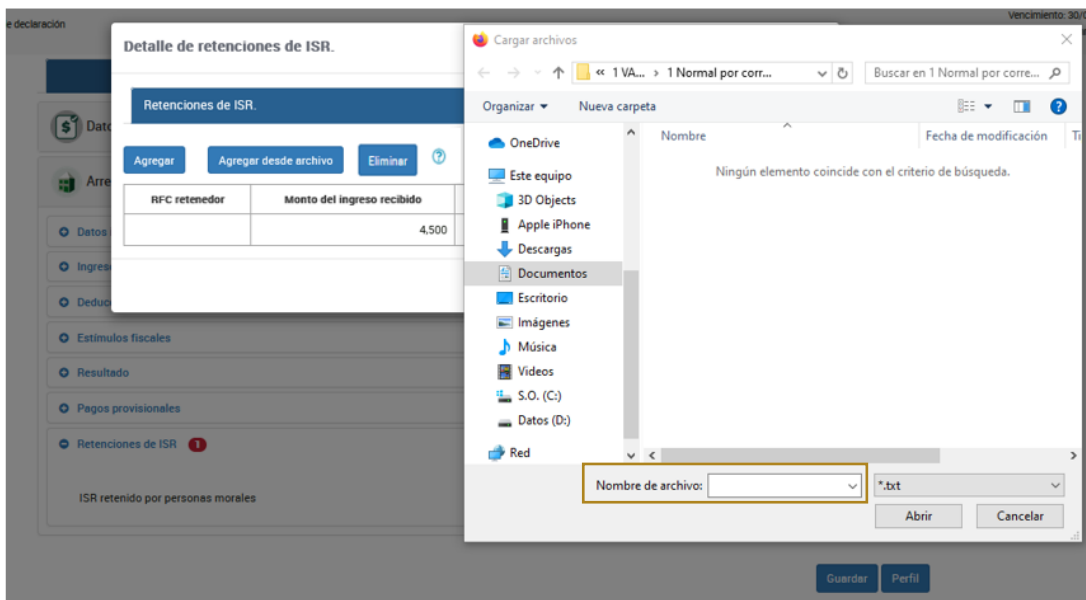 e declaración
Vencimiento: 30/0
Detalle de retenciones de ISR.
Retenciones de ISR.
Agregar
Agregar desde archivo
Eliminar
?
RFC retenedor
Monto del ingreso recibido
4,500
Dato
Arre
Datos
Ingres
Deduc
Estímulos fiscales
Resultado
Pagos provisionales
Retenciones de ISR 1
ISR retenido por personas morales
Guardar
Perfil
Cargar archivos
« 1 VA... > 1 Normal por corr...
Buscar en 1 Normal por corre...
Organizar
Nueva carpeta
?
OneDrive
Este equipo
3D Objects
Apple iPhone
Descargas
Documentos
Escritorio
Imágenes
Música
Videos
S.O. (C:)
Datos (D:)
Red
Nombre
Fecha de modificación
Ti
Ningún elemento coincide con el criterio de búsqueda.
Nombre de archivo:
*.txt
Abrir
Cancelar